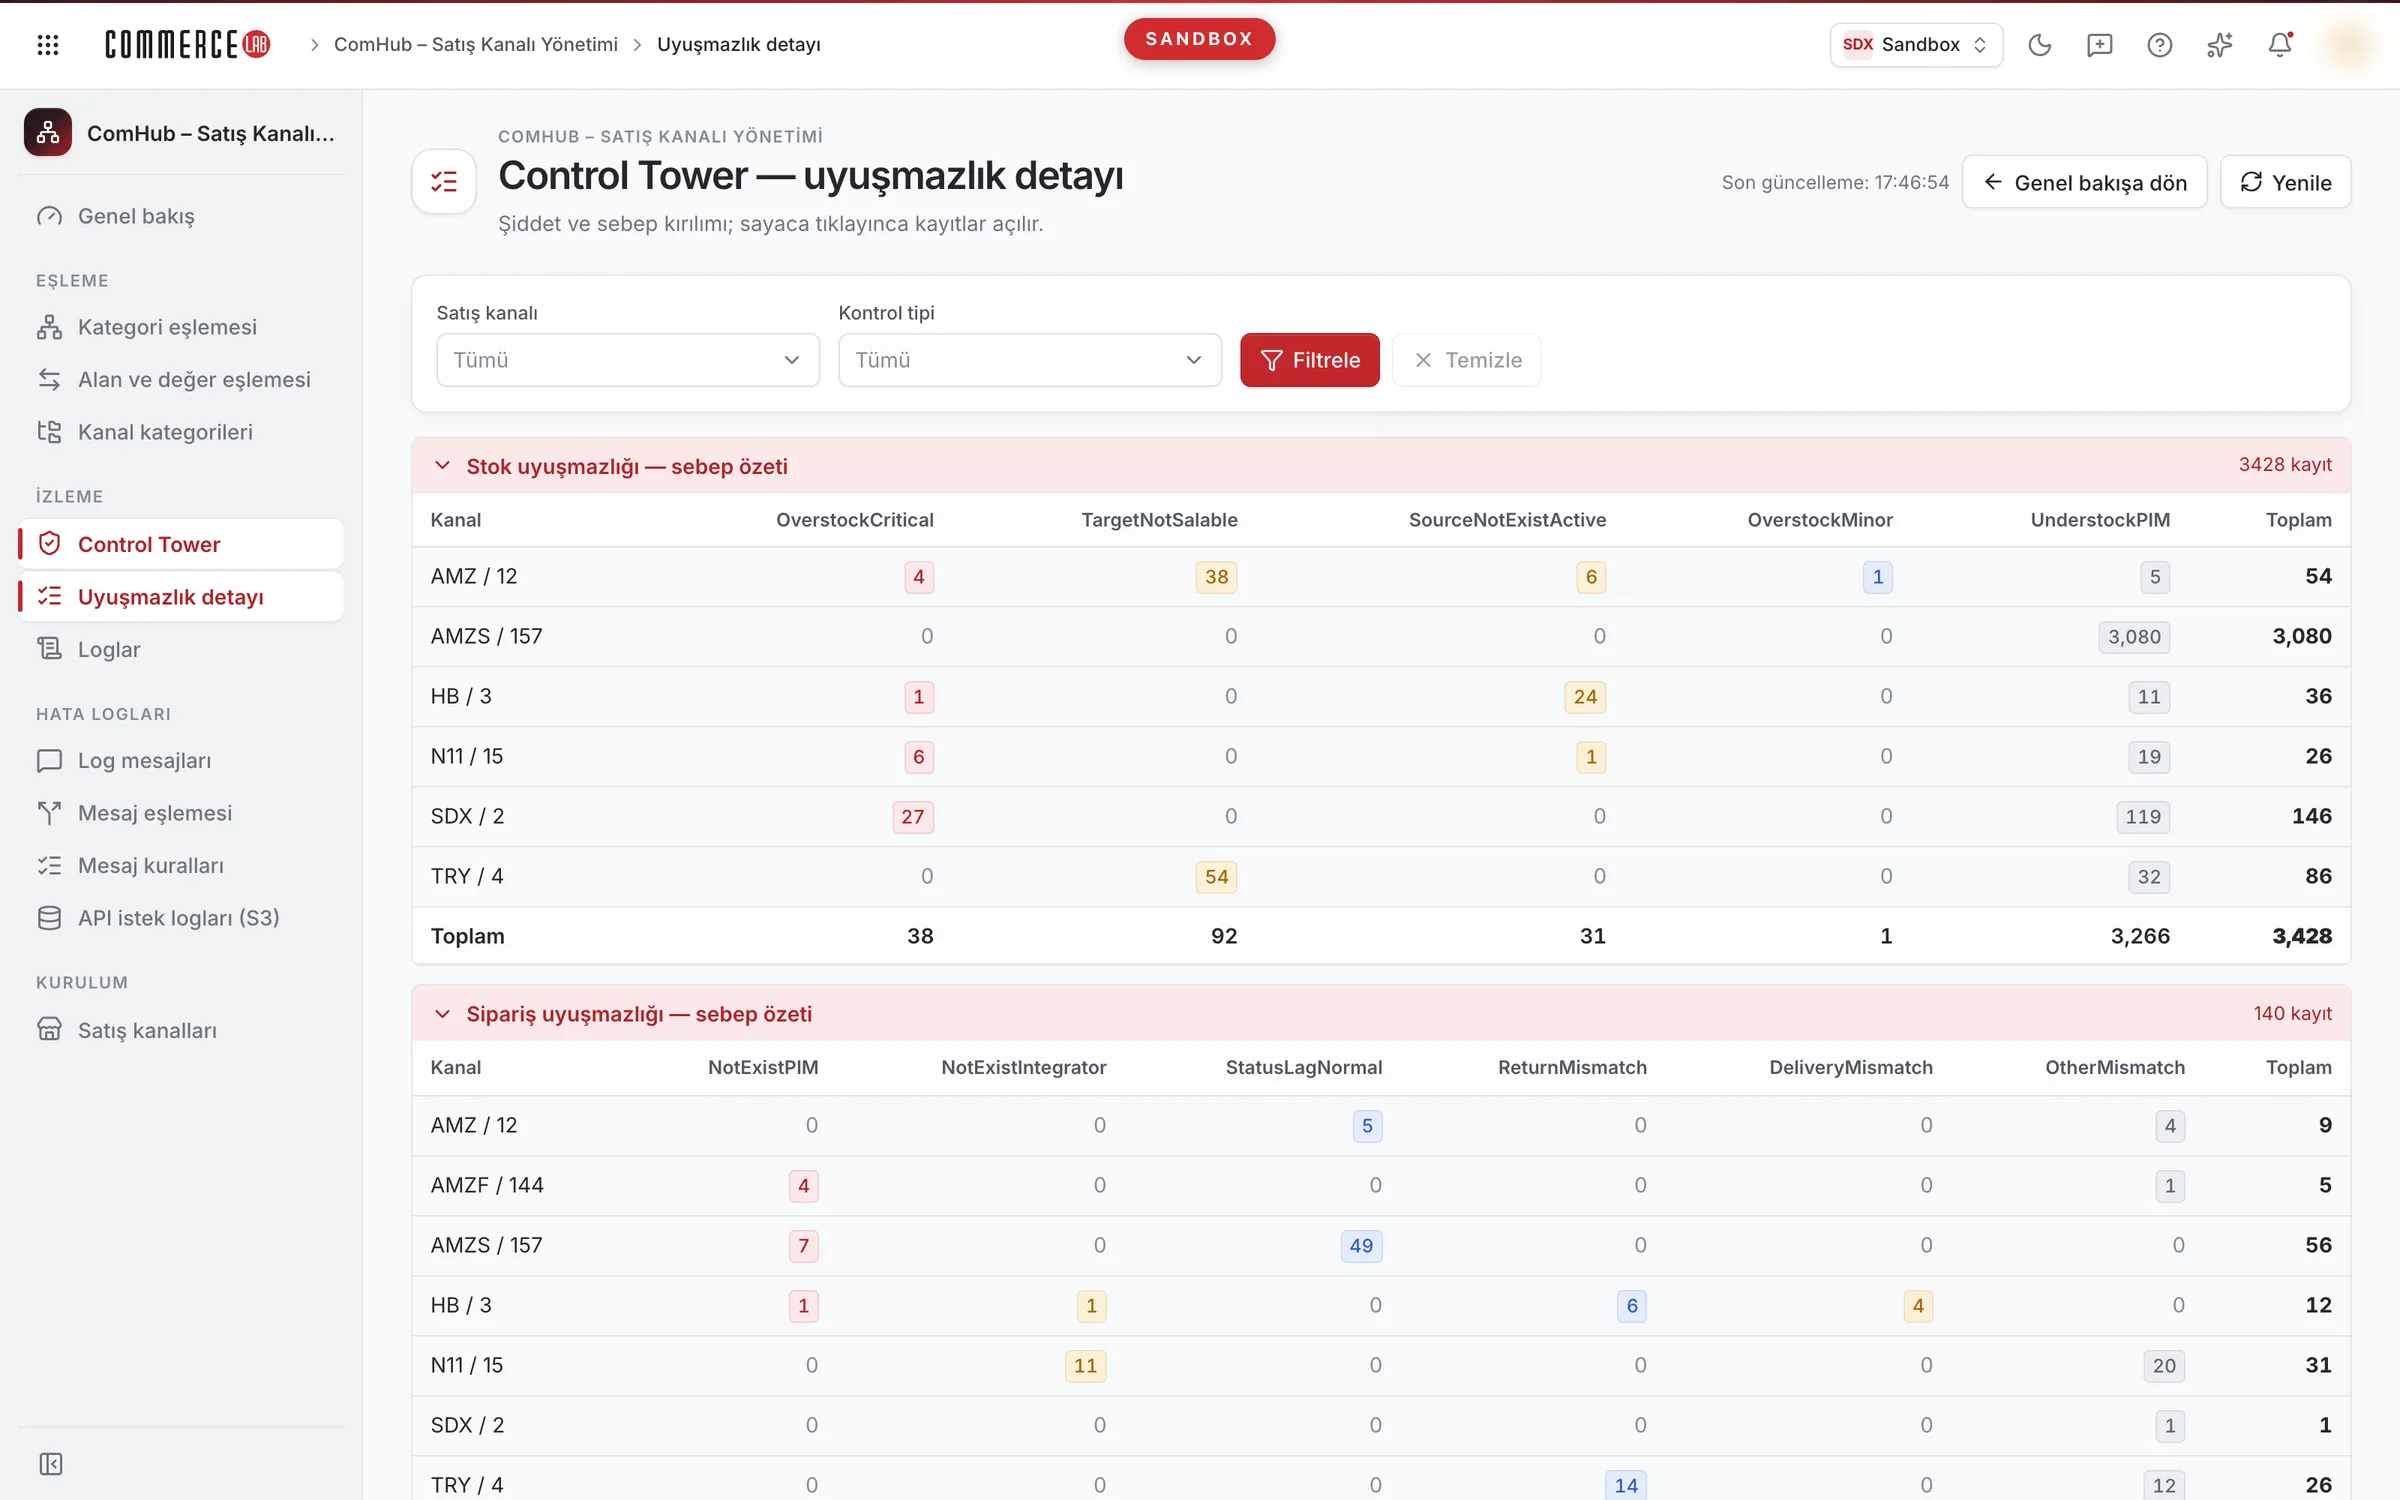 COMMERCE LAB
ComHub – Satış Kanalı Yönetimi
Uyuşmazlık detayı
SANDBOX
SDX Sandbox
ComHub – Satış Kanalı...
Genel bakış
EŞLEME
Kategori eşlemesi
Alan ve değer eşlemesi
Kanal kategorileri
İZLEME
Control Tower
Uyuşmazlık detayı
Loglar
HATA LOGLARI
Log mesajları
Mesaj eşlemesi
Mesaj kuralları
API istek logları (S3)
KURULUM
Satış kanalları
COMHUB – SATIŞ KANALI YÖNETİMİ
Control Tower — uyuşmazlık detayı
Şiddet ve sebep kırılımı; sayaca tıklayınca kayıtlar açılır.
Son güncelleme: 17:46:54
Genel bakışa dön
Yenile
Satış kanalı Kontrol tipi
Tümü Tümü Filtrele Temizle
Stok uyuşmazlığı — sebep özeti 3428 kayıt
Kanal OverstockCritical TargetNotSalable SourceNotExistActive OverstockMinor UnderstockPIM Toplam
AMZ / 12 4 38 6 1 5 54
AMZS / 157 0 0 0 0 3,080 3,080
HB / 3 1 0 24 0 11 36
N11 / 15 6 0 1 0 19 26
SDX / 2 27 0 0 0 119 146
TRY / 4 0 54 0 0 32 86
Toplam 38 92 31 1 3,266 3,428
Sipariş uyuşmazlığı — sebep özeti 140 kayıt
Kanal NotExistPIM NotExistIntegrator StatusLagNormal ReturnMismatch DeliveryMismatch OtherMismatch Toplam
AMZ / 12 0 0 5 0 0 4 9
AMZF / 144 4 0 0 0 0 1 5
AMZS / 157 7 0 49 0 0 0 56
HB / 3 1 1 0 6 4 0 12
N11 / 15 0 11 0 0 0 20 31
SDX / 2 0 0 0 0 0 1 1
TRY / 4 0 0 0 14 0 12 26